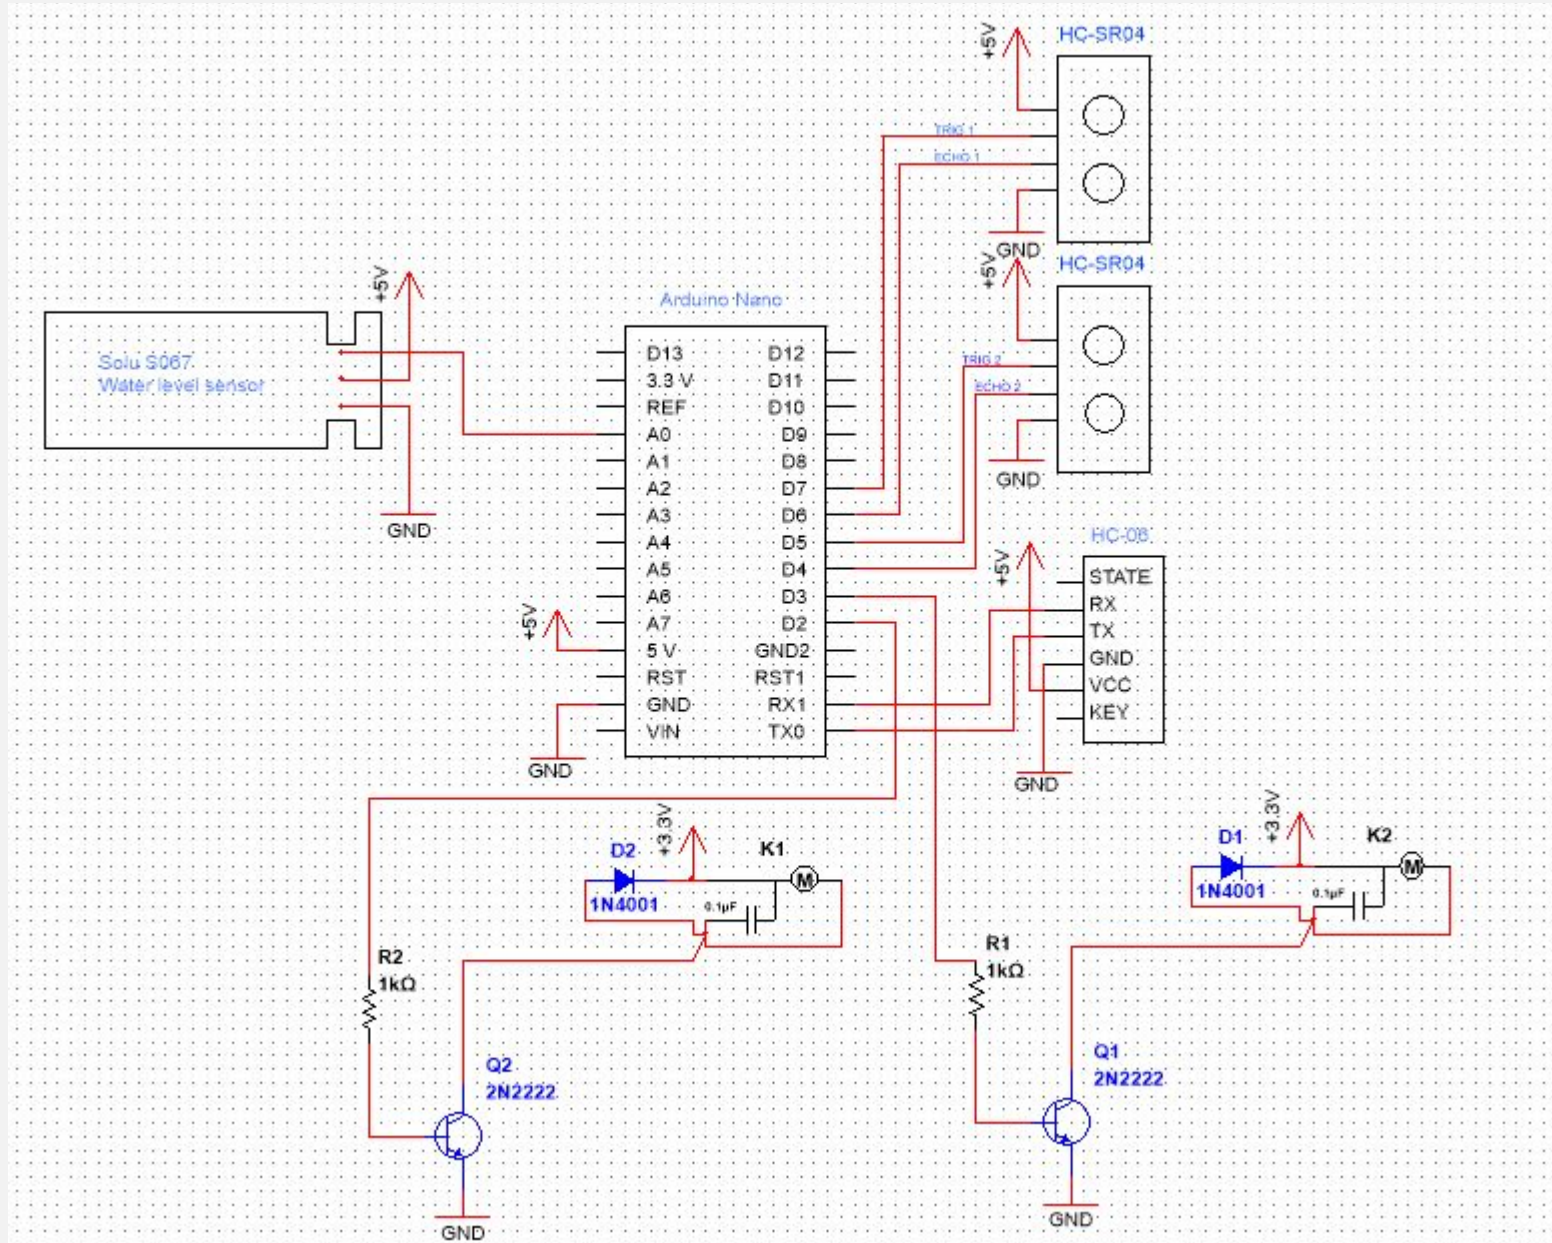 HC-SR04
+5V
TRIG 1
ECHO 1
GND
HC-SR04
+5V
TRIG 2
ECHO 2
GND
+5V
Solu S067
Water level sensor
GND
Arduino Nano
D13 D12
3.3 V D11
REF D10
A0 D9
A1 D8
A2 D7
A3 D6
A4 D5
A5 D4
A6 D3
A7 D2
5 V GND2
RST RST1
GND RX1
VIN TX0
+5V
GND
HC-06
+5V
STATE
RX
TX
GND
VCC
KEY
GND
+3.3V
D2
K1
M
1N4001
0.1µF
R2
1kΩ
Q2
2N2222
GND
+3.3V
D1
K2
M
1N4001
0.1µF
R1
1kΩ
Q1
2N2222
GND